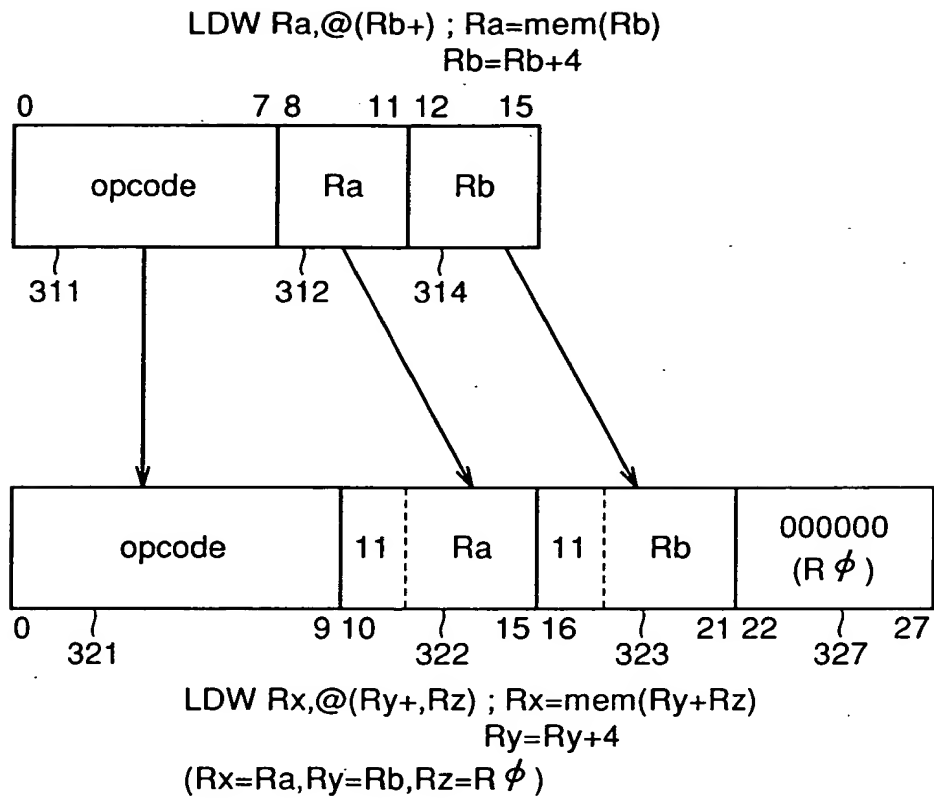 LDW Ra,@(Rb+) ; Ra=mem(Rb)
Rb=Rb+4
0 7 8 11 12 15
opcode Ra Rb
311 312 314
opcode 11 Ra 11 Rb 000000
(Rϕ)
0 9 10 15 16 21 22 27
321 322 323 327
LDW Rx,@(Ry+,Rz) ; Rx=mem(Ry+Rz)
Ry=Ry+4
(Rx=Ra,Ry=Rb,Rz=Rϕ)